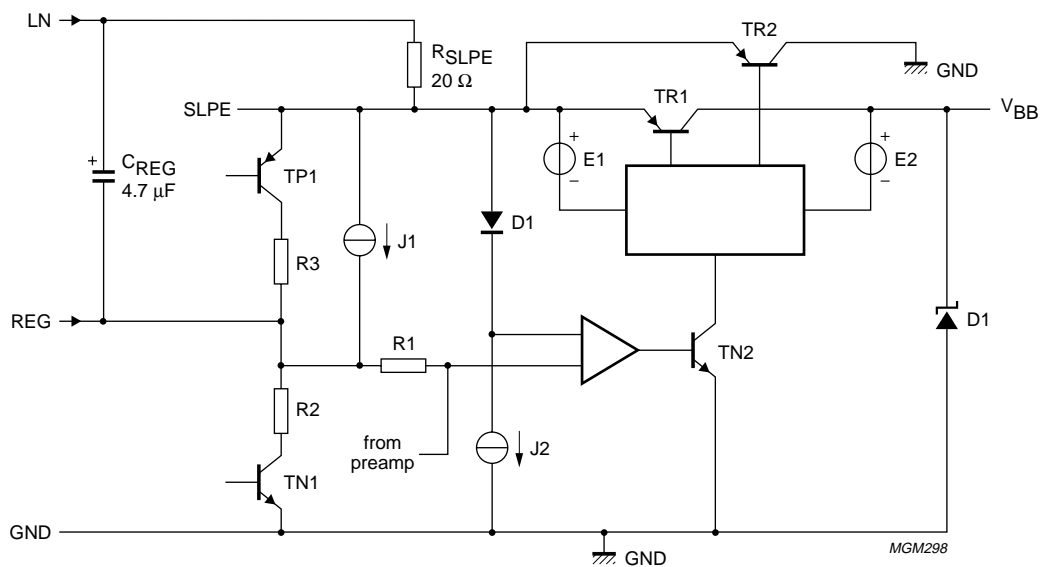 LN
TR2
R_SLPE
20 Ω
GND
SLPE
TR1
V_BB
+
+
+
C_REG
4.7 μF
TP1
E1
E2
−
−
J1
D1
R3
REG
R1
D1
TN2
R2
from
preamp
J2
TN1
GND
GND
MGM298